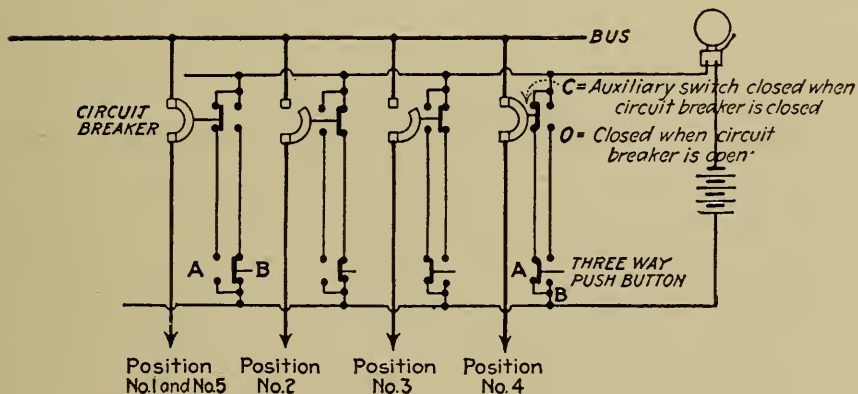 BUS
CIRCUIT
BREAKER
C= Auxiliary switch closed when
circuit breaker is closed
O= Closed when circuit
breaker is open
A
B
A
B
THREE WAY
PUSH BUTTON
Position
No.1 and No.5
Position
No.2
Position
No.3
Position
No.4